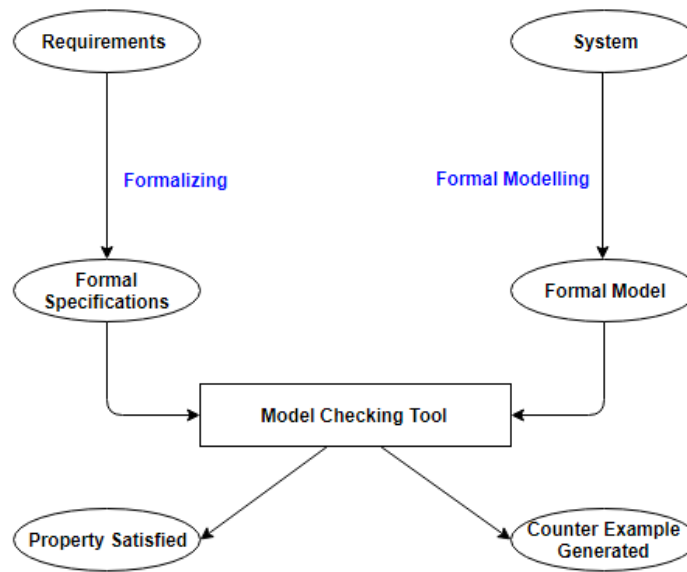 Requirements
System
Formalizing
Formal Modelling
Formal
Specifications
Formal Model
Model Checking Tool
Property Satisfied
Counter Example
Generated